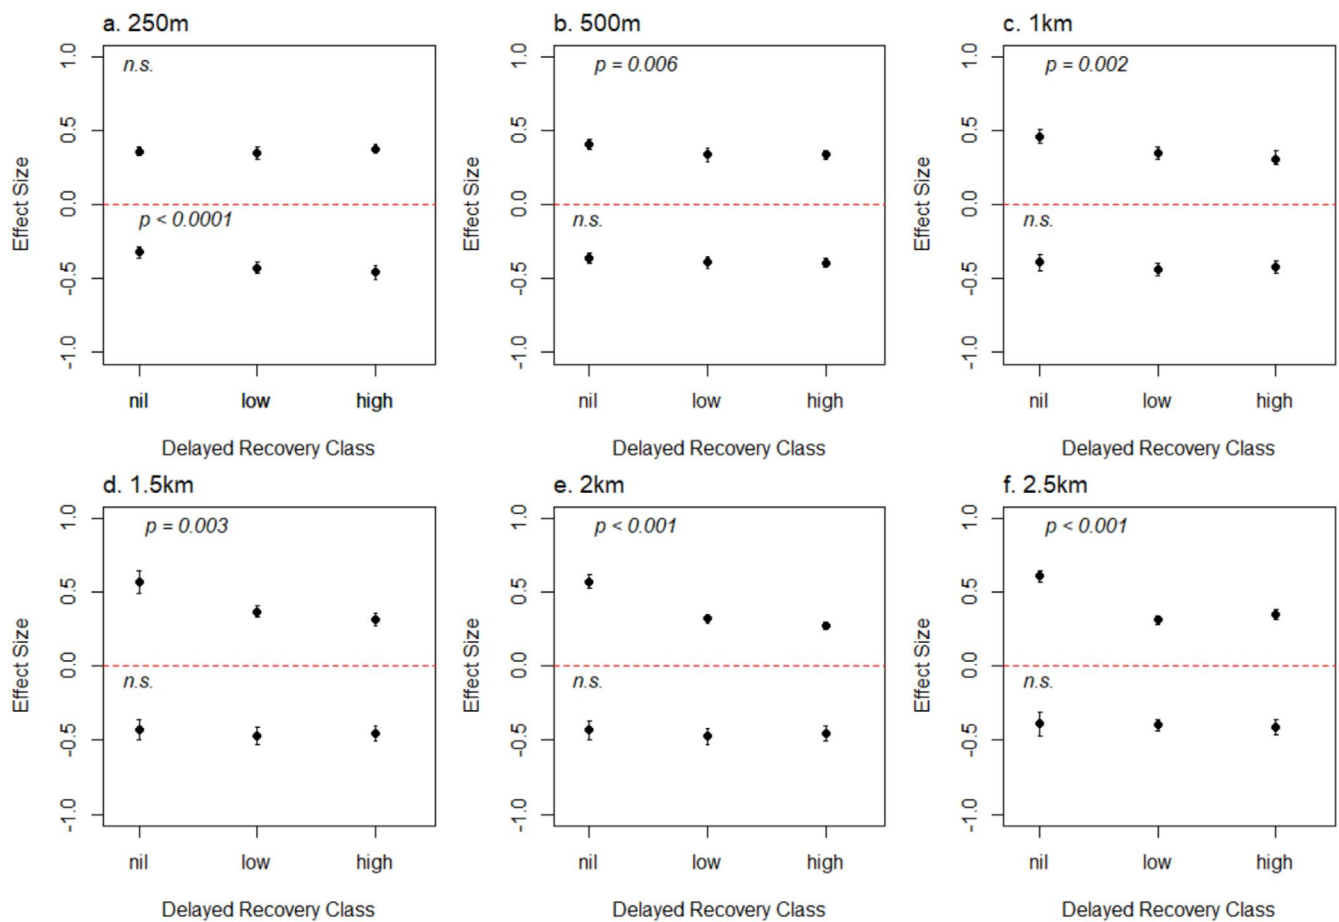 a. 250m
n.s.
p < 0.0001
1.0
0.5
0.0
-0.5
-1.0
Effect Size
nil low high
Delayed Recovery Class
b. 500m
p = 0.006
n.s.
1.0
0.5
0.0
-0.5
-1.0
Effect Size
nil low high
Delayed Recovery Class
c. 1km
p = 0.002
n.s.
1.0
0.5
0.0
-0.5
-1.0
Effect Size
nil low high
Delayed Recovery Class
d. 1.5km
p = 0.003
n.s.
1.0
0.5
0.0
-0.5
-1.0
Effect Size
nil low high
Delayed Recovery Class
e. 2km
p < 0.001
n.s.
1.0
0.5
0.0
-0.5
-1.0
Effect Size
nil low high
Delayed Recovery Class
f. 2.5km
p < 0.001
n.s.
1.0
0.5
0.0
-0.5
-1.0
Effect Size
nil low high
Delayed Recovery Class